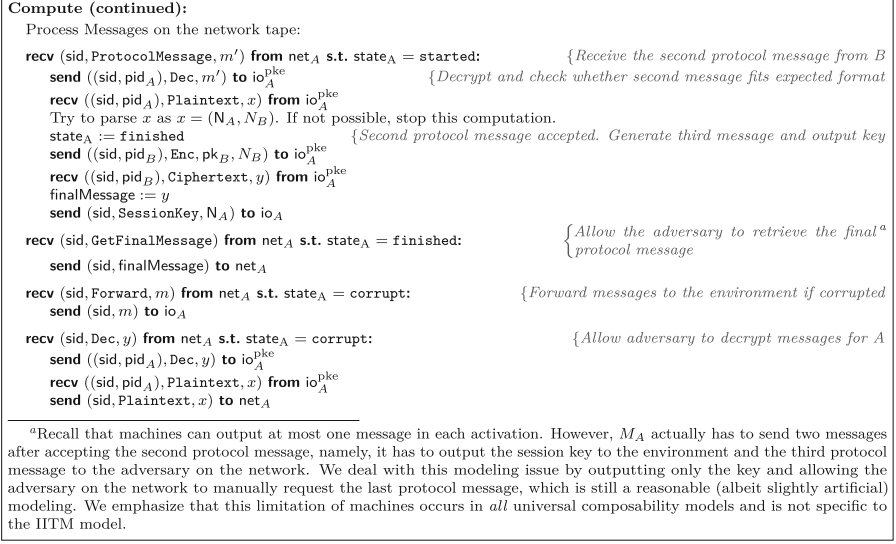 Compute (continued):
Process Messages on the network tape:
recv (sid, ProtocolMessage, m′) from net_A s.t. state_A = started: {Receive the second protocol message from B
send ((sid, pid_A), Dec, m′) to io_A^pke {Decrypt and check whether second message fits expected format
recv ((sid, pid_A), Plaintext, x) from io_A^pke
Try to parse x as x = (N_A, N_B). If not possible, stop this computation.
state_A := finished {Second protocol message accepted. Generate third message and output key
send ((sid, pid_B), Enc, pk_B, N_B) to io_A^pke
recv ((sid, pid_B), Ciphertext, y) from io_A^pke
finalMessage := y
send (sid, SessionKey, N_A) to io_A
recv (sid, GetFinalMessage) from net_A s.t. state_A = finished: {Allow the adversary to retrieve the final ^a
protocol message
send (sid, finalMessage) to net_A
recv (sid, Forward, m) from net_A s.t. state_A = corrupt: {Forward messages to the environment if corrupted
send (sid, m) to io_A
recv (sid, Dec, y) from net_A s.t. state_A = corrupt: {Allow adversary to decrypt messages for A
send ((sid, pid_A), Dec, y) to io_A^pke
recv ((sid, pid_A), Plaintext, x) from io_A^pke
send (sid, Plaintext, x) to net_A
^aRecall that machines can output at most one message in each activation. However, M_A actually has to send two messages
after accepting the second protocol message, namely, it has to output the session key to the environment and the third protocol
message to the adversary on the network. We deal with this modeling issue by outputting only the key and allowing the
adversary on the network to manually request the last protocol message, which is still a reasonable (albeit slightly artificial)
modeling. We emphasize that this limitation of machines occurs in all universal composability models and is not specific to
the IITM model.